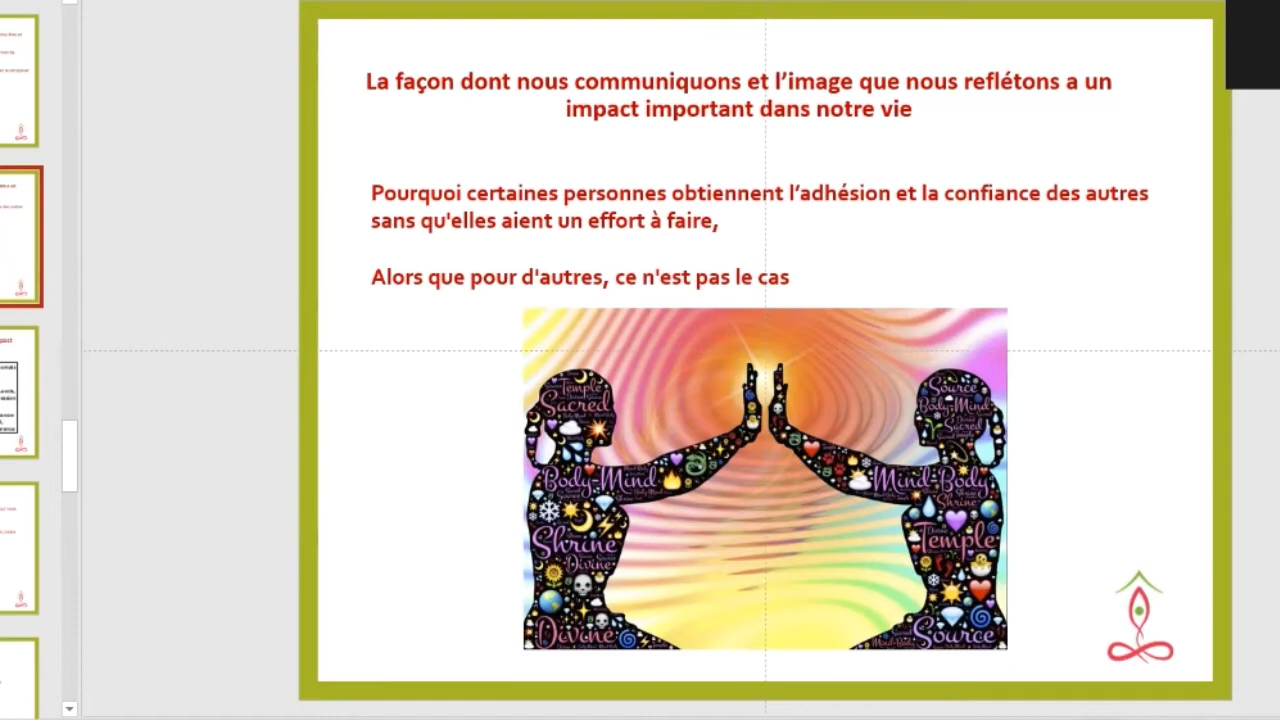 La façon dont nous communiquons et l’image que nous reflétons a un
impact important dans notre vie
Pourquoi certaines personnes obtiennent l’adhésion et la confiance des autres
sans qu'elles aient un effort à faire,
Alors que pour d'autres, ce n'est pas le cas
Temple
Sacred
Body-Mind
Shrine
Divine
Divine
Source
Body-Mind
Divine
Sacred
Mind-Body
Shrine
Temple
Source